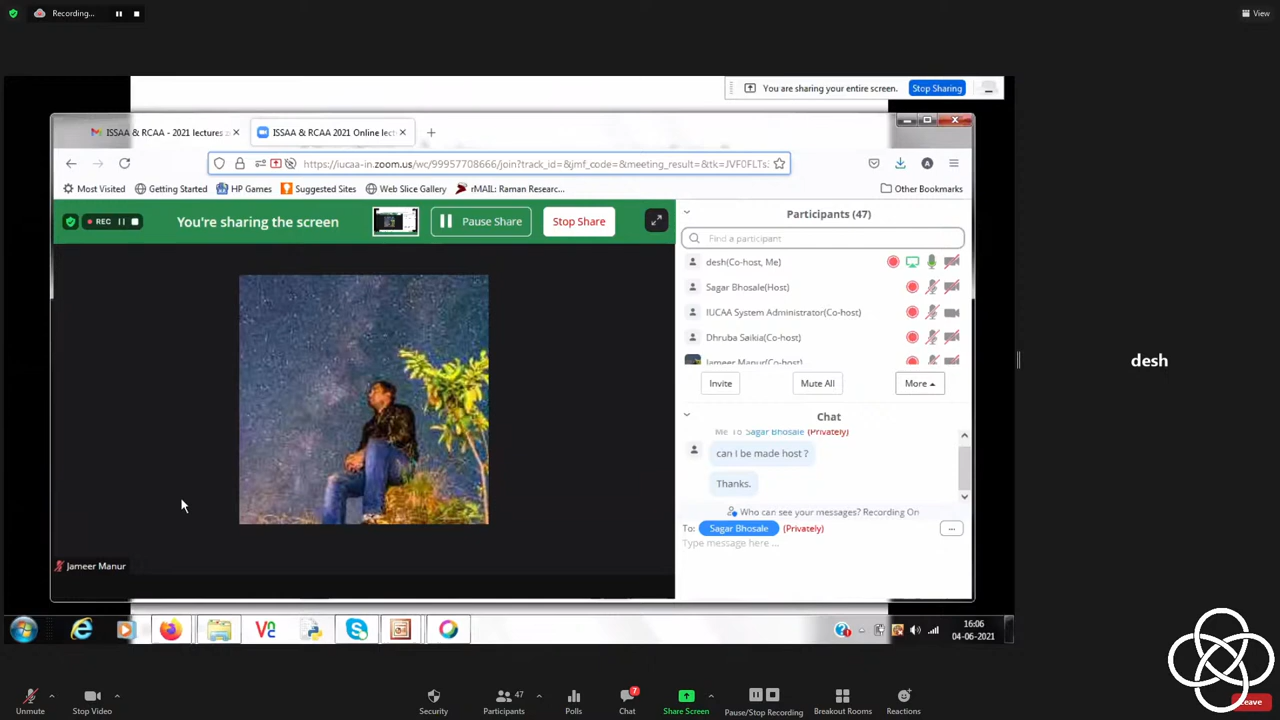 Recording...
View
You are sharing your entire screen.
Stop Sharing
ISSAA & RCAA - 2021 lectures
ISSAA & RCAA 2021 Online lect
https://iucaa-in.zoom.us/wc/99957708666/join?track_id=&jmf_code=&meeting_result=&tk=JVF0FLTs
Most Visited
Getting Started
HP Games
Suggested Sites
Web Slice Gallery
rMAIL: Raman Researc...
Other Bookmarks
REC
You're sharing the screen
Pause Share
Stop Share
Participants (47)
Find a participant
desh(Co-host, Me)
Sagar Bhosale(Host)
IUCAA System Administrator(Co-host)
Dhruba Saikia(Co-host)
Jameer Manur(Co-host)
Invite
Mute All
More
Chat
Me To Sagar Bhosale (Privately)
can I be made host ?
Thanks.
Who can see your messages? Recording On
To: Sagar Bhosale (Privately)
...
Type message here ...
Jameer Manur
desh
16:06
04-06-2021
Unmute
Stop Video
Security
47
Participants
Polls
7
Chat
Share Screen
Pause/Stop Recording
Breakout Rooms
Reactions
Leave